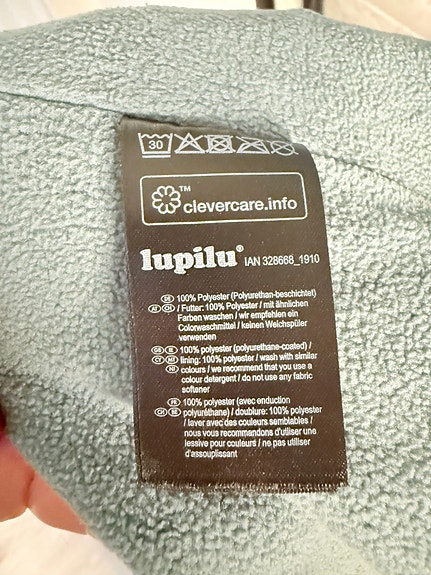 30
™
clevercare.info
lupilu® IAN 328668_1910
DE 100% Polyester (Polyurethan-beschichtet)
AT CH / Futter: 100% Polyester / mit ähnlichen
Farben waschen / wir empfehlen ein
Colorwaschmittel / keinen Weichspüler
verwenden
GB IE 100% polyester (polyurethane-coated) /
CY MT lining: 100% polyester / wash with similar
NI colours / we recommend that you use a
colour detergent / do not use any fabric
softener
FR 100% polyester (avec enduction
CH BE polyuréthane) / doublure: 100% polyester
/ laver avec des couleurs semblables /
nous vous recommandons d'utiliser une
lessive pour couleurs / ne pas utiliser
d'assouplissant